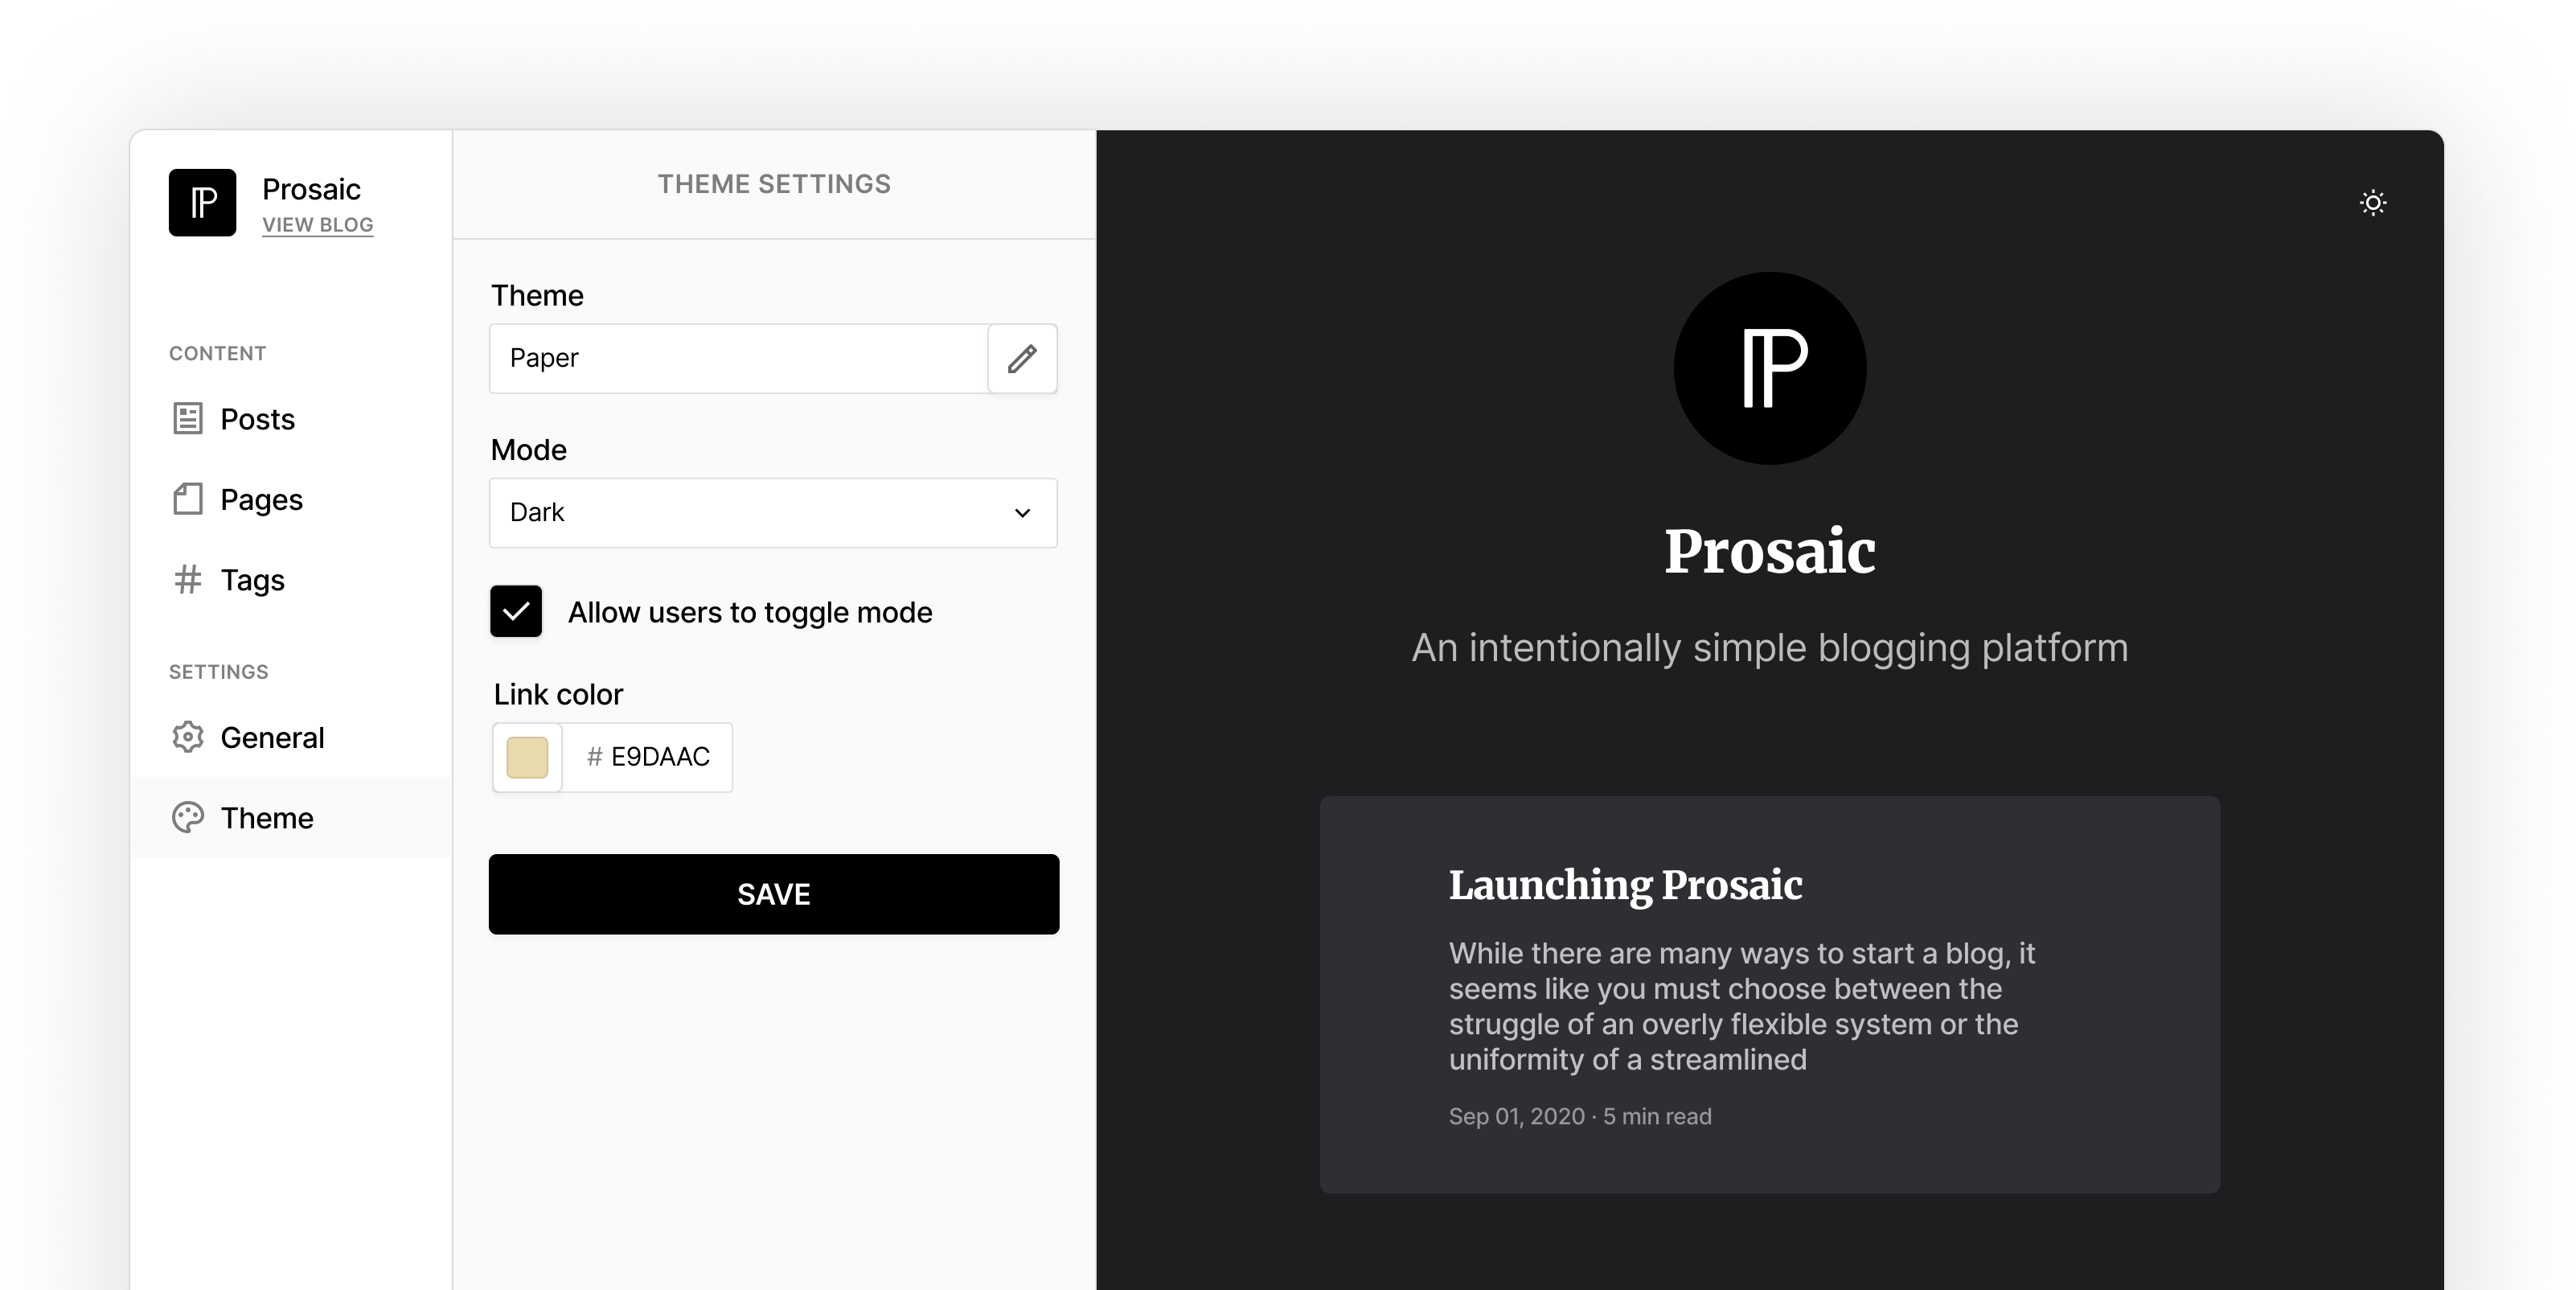 Prosaic
VIEW BLOG
CONTENT
Posts
Pages
Tags
SETTINGS
General
Theme
THEME SETTINGS
Theme
Paper
Mode
Dark
Allow users to toggle mode
Link color
# E9DAAC
SAVE
Prosaic
An intentionally simple blogging platform
Launching Prosaic
While there are many ways to start a blog, it
seems like you must choose between the
struggle of an overly flexible system or the
uniformity of a streamlined
Sep 01, 2020 · 5 min read